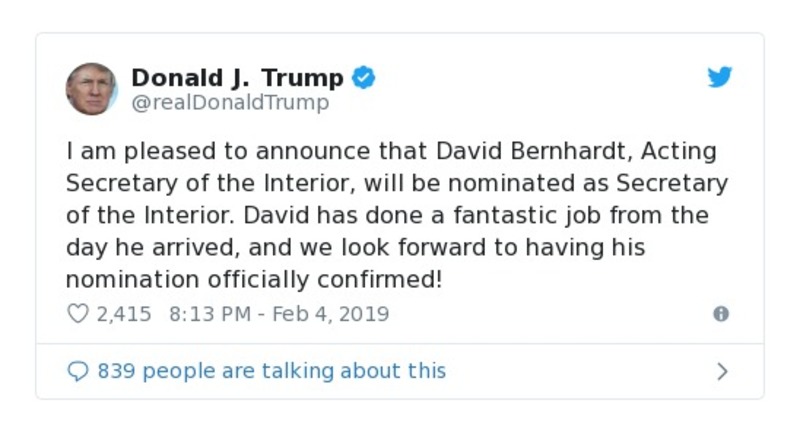 Donald J. Trump
@realDonaldTrump
I am pleased to announce that David Bernhardt, Acting
Secretary of the Interior, will be nominated as Secretary
of the Interior. David has done a fantastic job from the
day he arrived, and we look forward to having his
nomination officially confirmed!
2,415 8:13 PM - Feb 4, 2019
839 people are talking about this